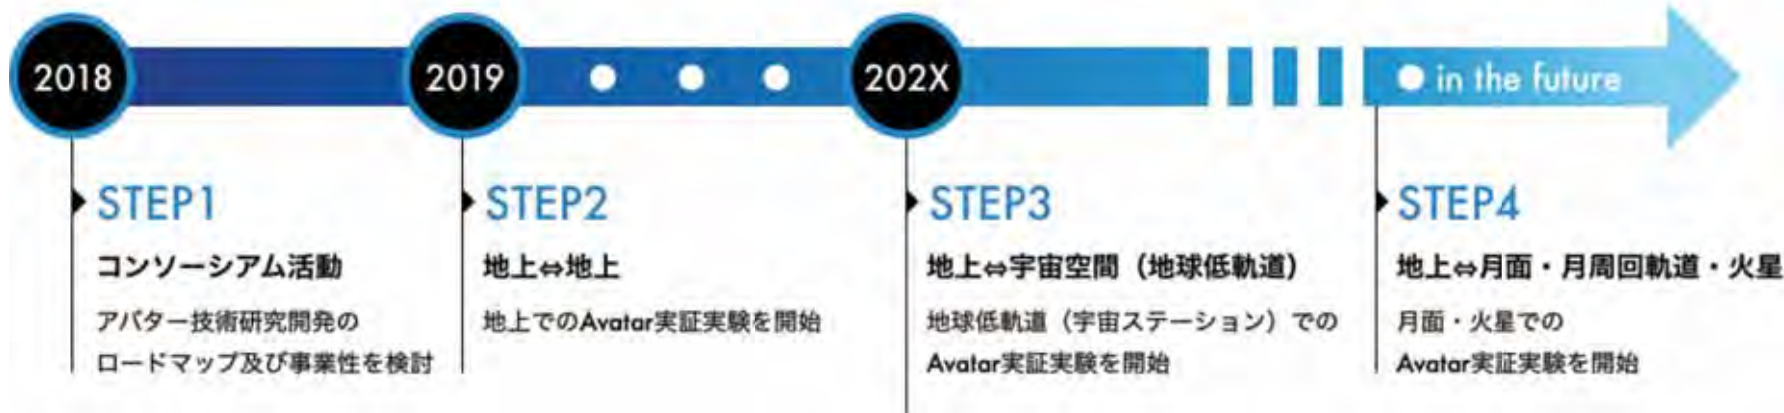 2018
2019
202X
in the future
STEP1
コンソーシアム活動
アバター技術研究開発の
ロードマップ及び事業性を検討
STEP2
地上⇔地上
地上でのAvatar実証実験を開始
STEP3
地上⇔宇宙空間（地球低軌道）
地球低軌道（宇宙ステーション）での
Avatar実証実験を開始
STEP4
地上⇔月面・月周回軌道・火星
月面・火星での
Avatar実証実験を開始